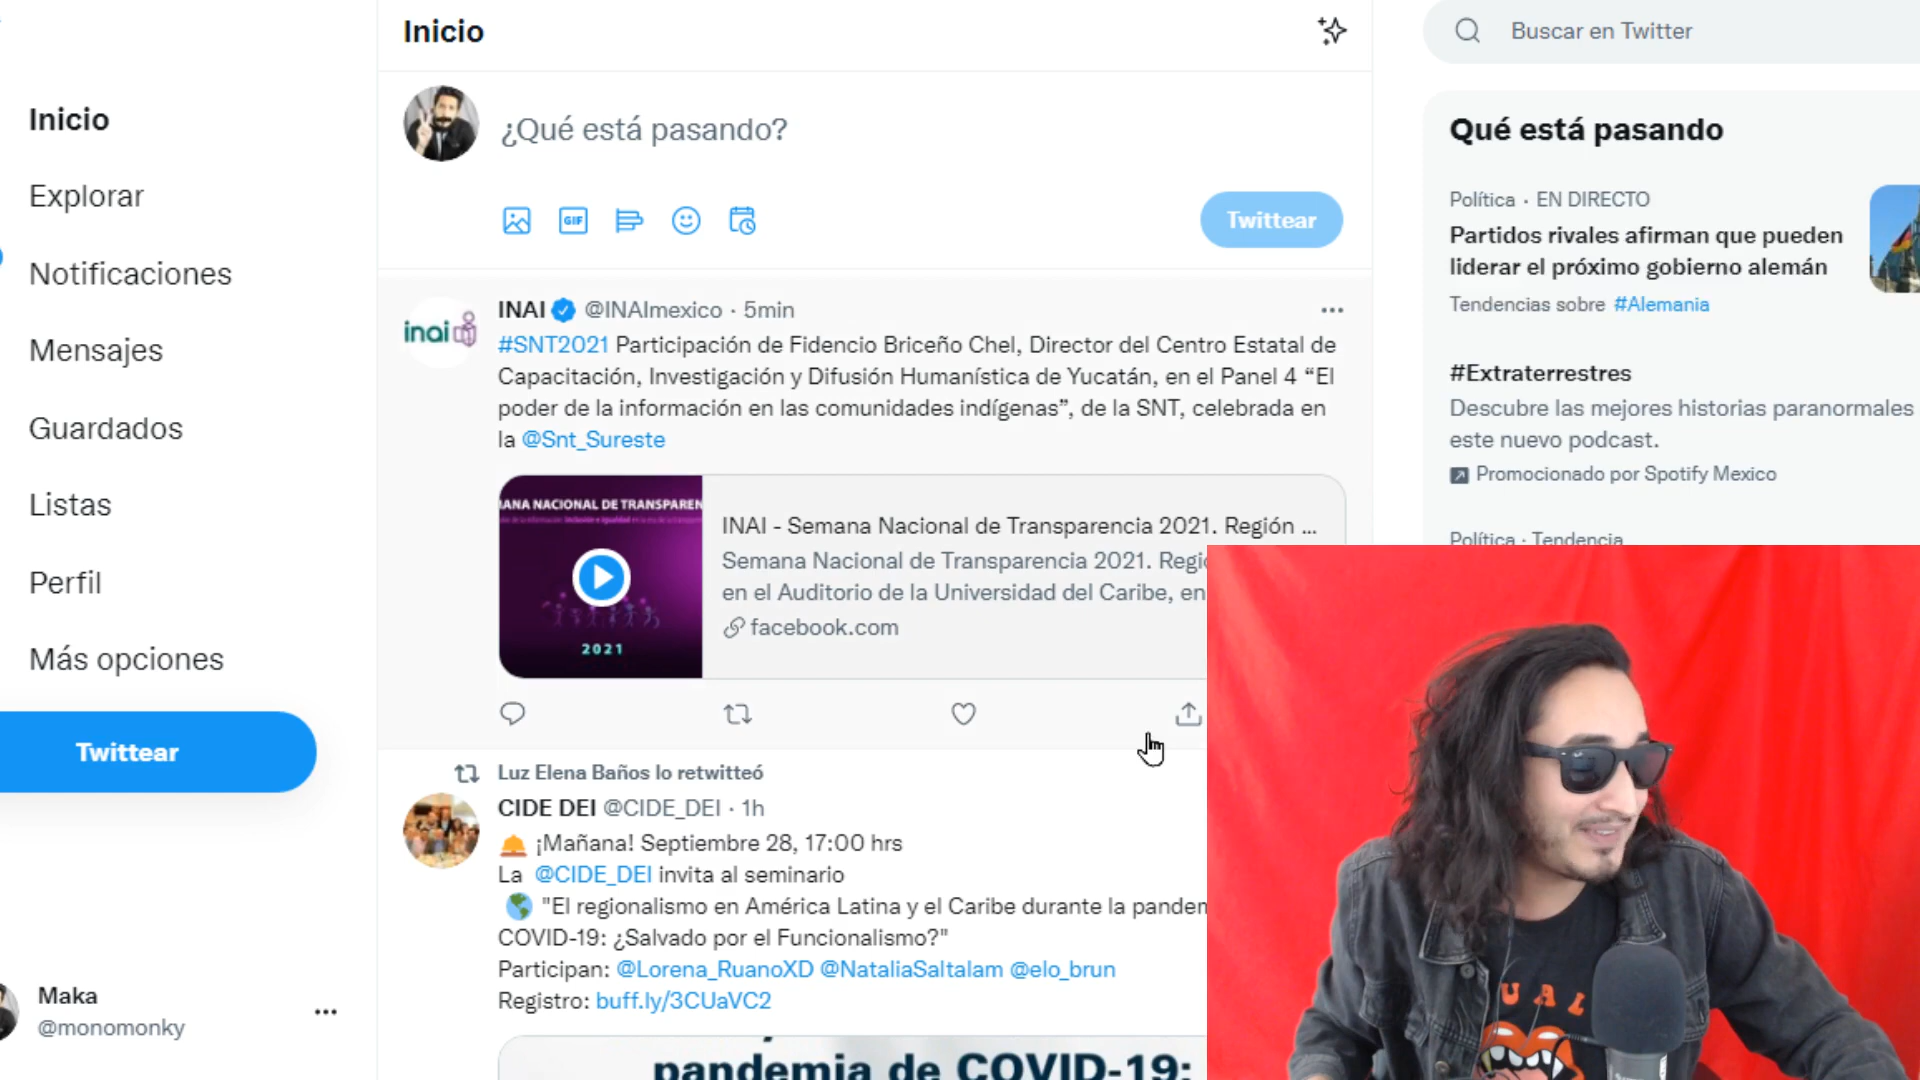 Inicio
Explorar
Notificaciones
Mensajes
Guardados
Listas
Perfil
Más opciones
Twittear
Maka
@monomonky
Inicio
¿Qué está pasando?
GIF
Twittear
inai
INAI @INAImexico · 5min
#SNT2021 Participación de Fidencio Briceño Chel, Director del Centro Estatal de
Capacitación, Investigación y Difusión Humanística de Yucatán, en el Panel 4 “El
poder de la información en las comunidades indígenas”, de la SNT, celebrada en
la @Snt_Sureste
ANA NACIONAL DE TRANSPAREN
2021
INAI - Semana Nacional de Transparencia 2021. Región ...
Semana Nacional de Transparencia 2021. Regi
en el Auditorio de la Universidad del Caribe, en
facebook.com
Luz Elena Baños lo retwitteó
CIDE DEI @CIDE_DEI · 1h
¡Mañana! Septiembre 28, 17:00 hrs
La @CIDE_DEI invita al seminario
"El regionalismo en América Latina y el Caribe durante la pandem
COVID-19: ¿Salvado por el Funcionalismo?"
Participan: @Lorena_RuanoXD @NataliaSaltalam @elo_brun
Registro: buff.ly/3CUaVC2
pandemia de COVID-19:
Buscar en Twitter
Qué está pasando
Política · EN DIRECTO
Partidos rivales afirman que pueden
liderar el próximo gobierno alemán
Tendencias sobre #Alemania
#Extraterrestres
Descubre las mejores historias paranormales
este nuevo podcast.
Promocionado por Spotify Mexico
Política · Tendencia
UAL